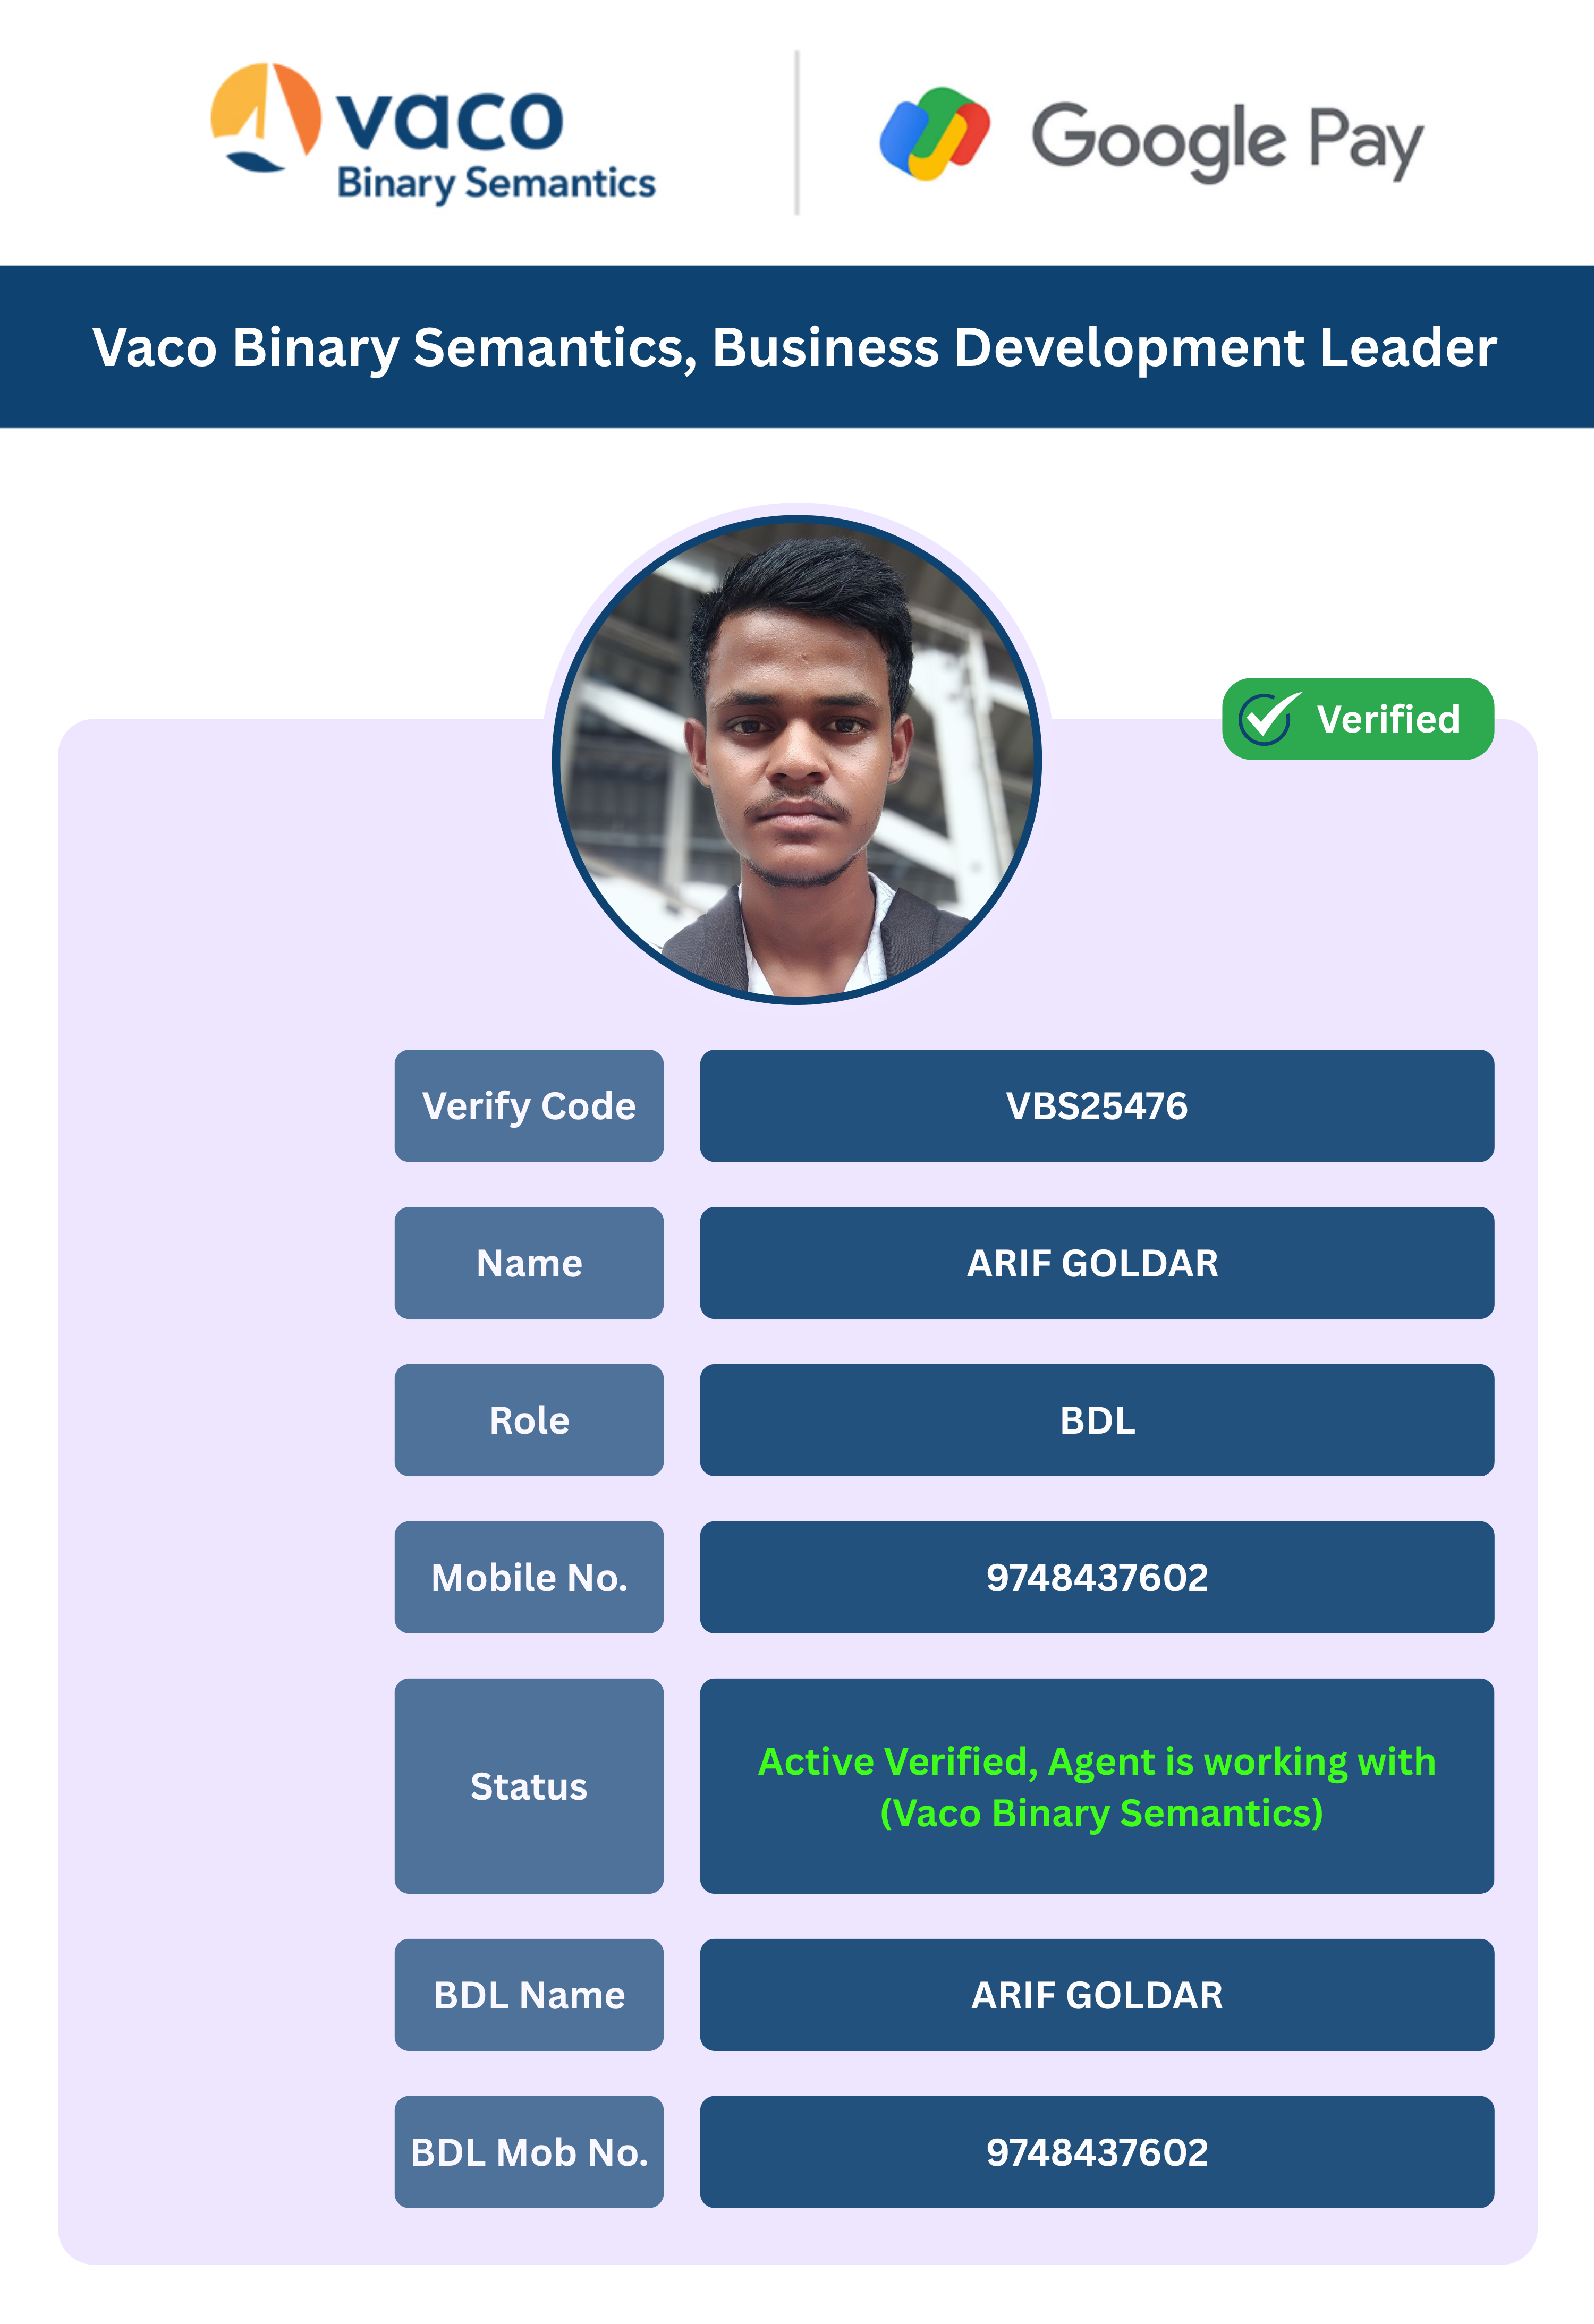 vaco
Binary Semantics
Google Pay
Vaco Binary Semantics, Business Development Leader
Verified
Verify Code VBS25476
Name ARIF GOLDAR
Role BDL
Mobile No. 9748437602
Status Active Verified, Agent is working with
(Vaco Binary Semantics)
BDL Name ARIF GOLDAR
BDL Mob No. 9748437602